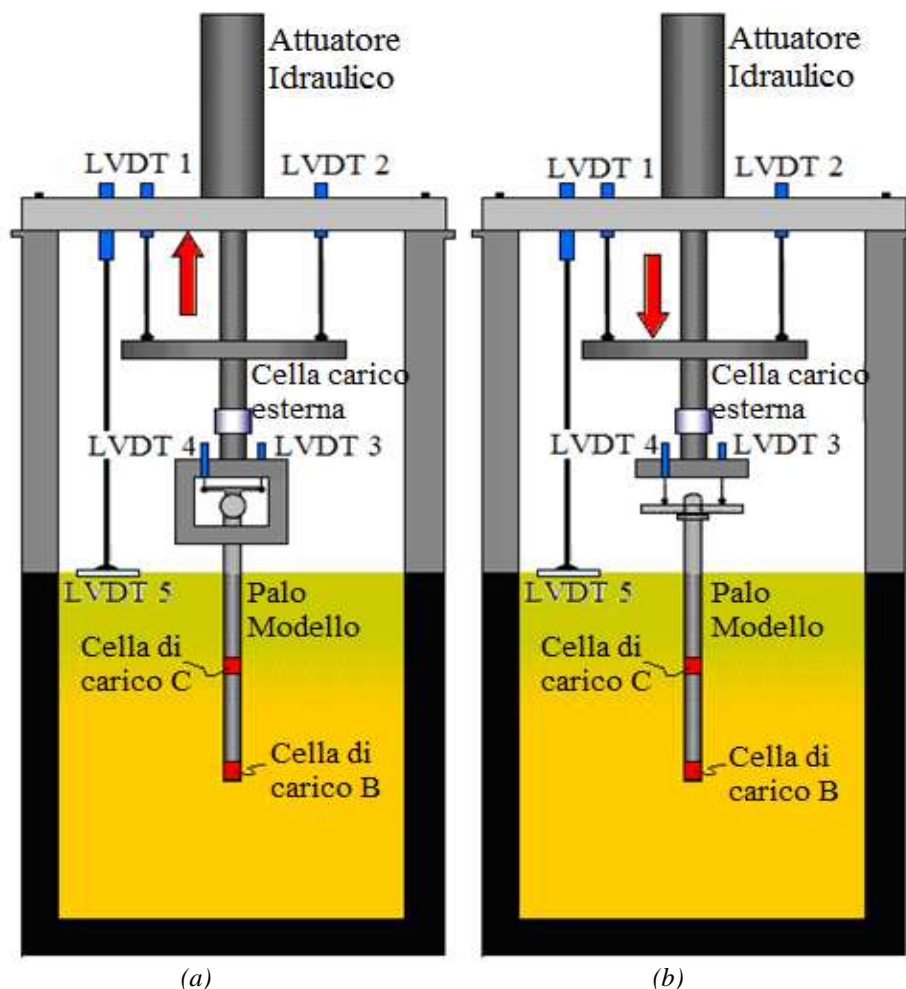 Attuatore
Idraulico
LVDT 1
LVDT 2
Cella carico
esterna
LVDT 4
LVDT 3
LVDT 5
Palo
Modello
Cella di
carico C
Cella di
carico B
(a)
Attuatore
Idraulico
LVDT 1
LVDT 2
Cella carico
esterna
LVDT 4
LVDT 3
LVDT 5
Palo
Modello
Cella di
carico C
Cella di
carico B
(b)